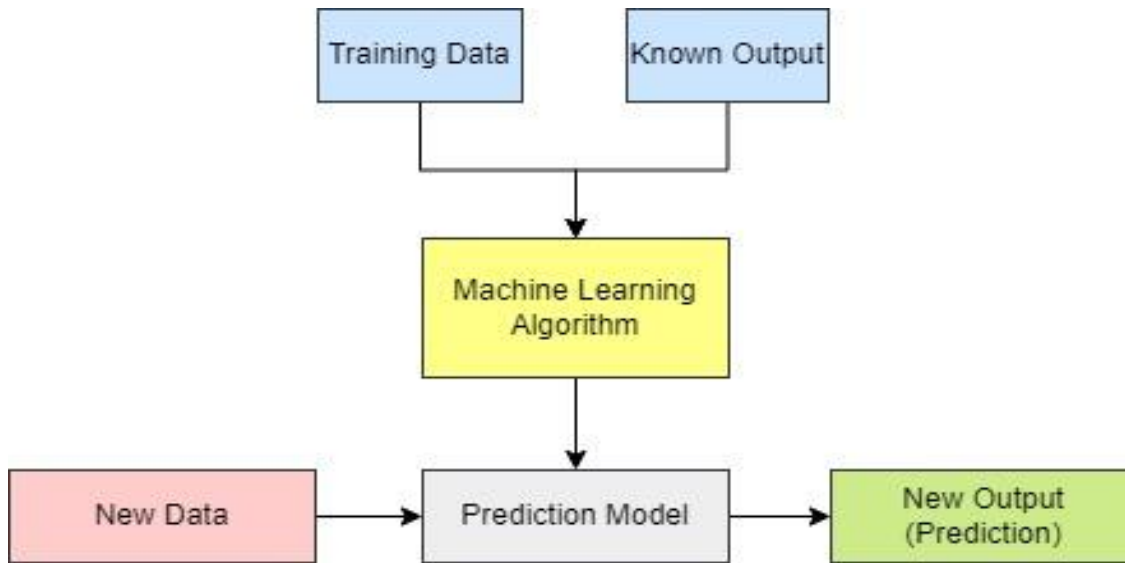 Training Data
Known Output
Machine Learning
Algorithm
New Data
Prediction Model
New Output
(Prediction)